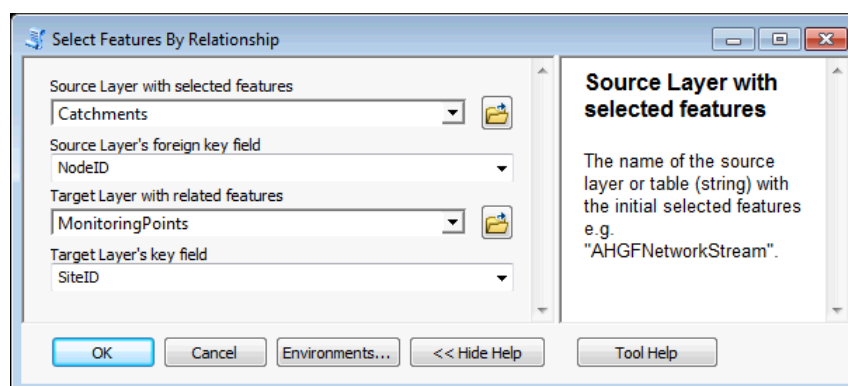 Select Features By Relationship
Source Layer with selected features
Catchments
Source Layer's foreign key field
NodeID
Target Layer with related features
MonitoringPoints
Target Layer's key field
SiteID
Source Layer with
selected features
The name of the source
layer or table (string) with
the initial selected features
e.g.
"AHGFNetworkStream".
OK
Cancel
Environments...
<< Hide Help
Tool Help